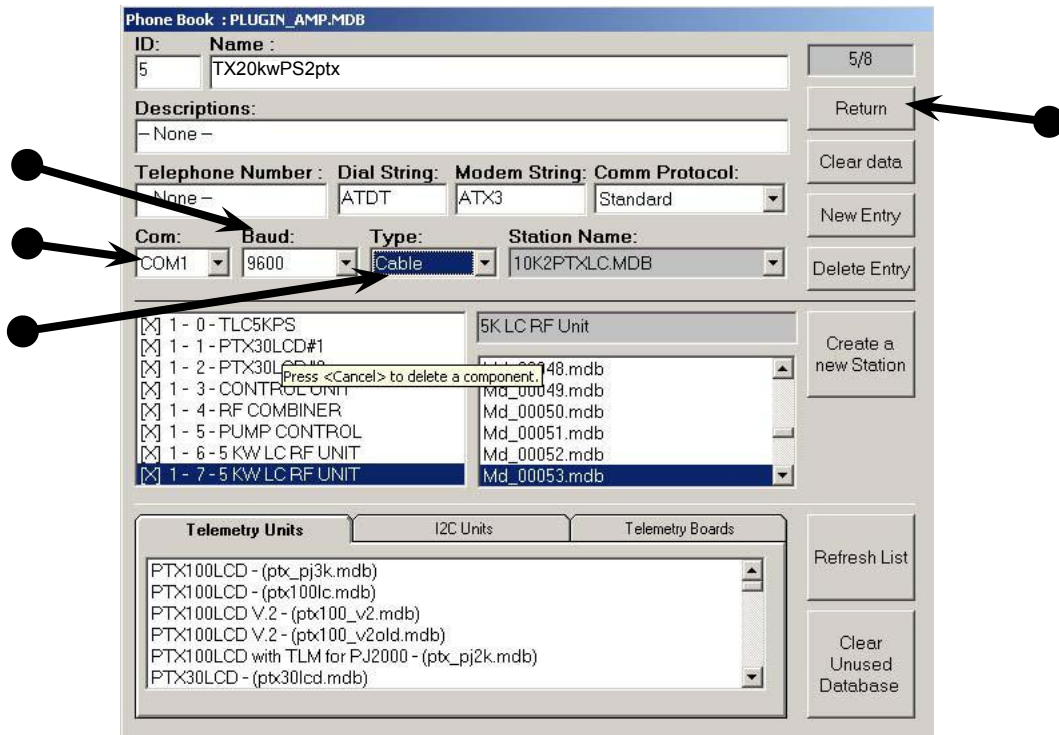 Phone Book : PLUGIN_AMP.MDB
ID: Name :
5 TX20kwPS2ptx
5/8
Descriptions:
Return
-- None --
Clear data
Telephone Number : Dial String: Modem String: Comm Protocol:
None -- ATDT ATX3 Standard
New Entry
Com: Baud: Type: Station Name:
COM1 9600 Cable 10K2PTXLC.MDB
Delete Entry
[X] 1 - 0 - TLC5KPS
[X] 1 - 1 - PTX30LCD#1
[X] 1 - 2 - PTX30L
[X] 1 - 3 - CONTROL UNIT
[X] 1 - 4 - RF COMBINER
[X] 1 - 5 - PUMP CONTROL
[X] 1 - 6 - 5 KW LC RF UNIT
[X] 1 - 7 - 5 KW LC RF UNIT
Press <Cancel> to delete a component.
5K LC RF Unit
48.mdb
Md_00049.mdb
Md_00050.mdb
Md_00051.mdb
Md_00052.mdb
Md_00053.mdb
Create a
new Station
Telemetry Units I2C Units Telemetry Boards
PTX100LCD - (ptx_pj3k.mdb)
PTX100LCD - (ptx100lc.mdb)
PTX100LCD V.2 - (ptx100_v2.mdb)
PTX100LCD V.2 - (ptx100_v2old.mdb)
PTX100LCD with TLM for PJ2000 - (ptx_pj2k.mdb)
PTX30LCD - (ptx30lcd.mdb)
Refresh List
Clear
Unused
Database